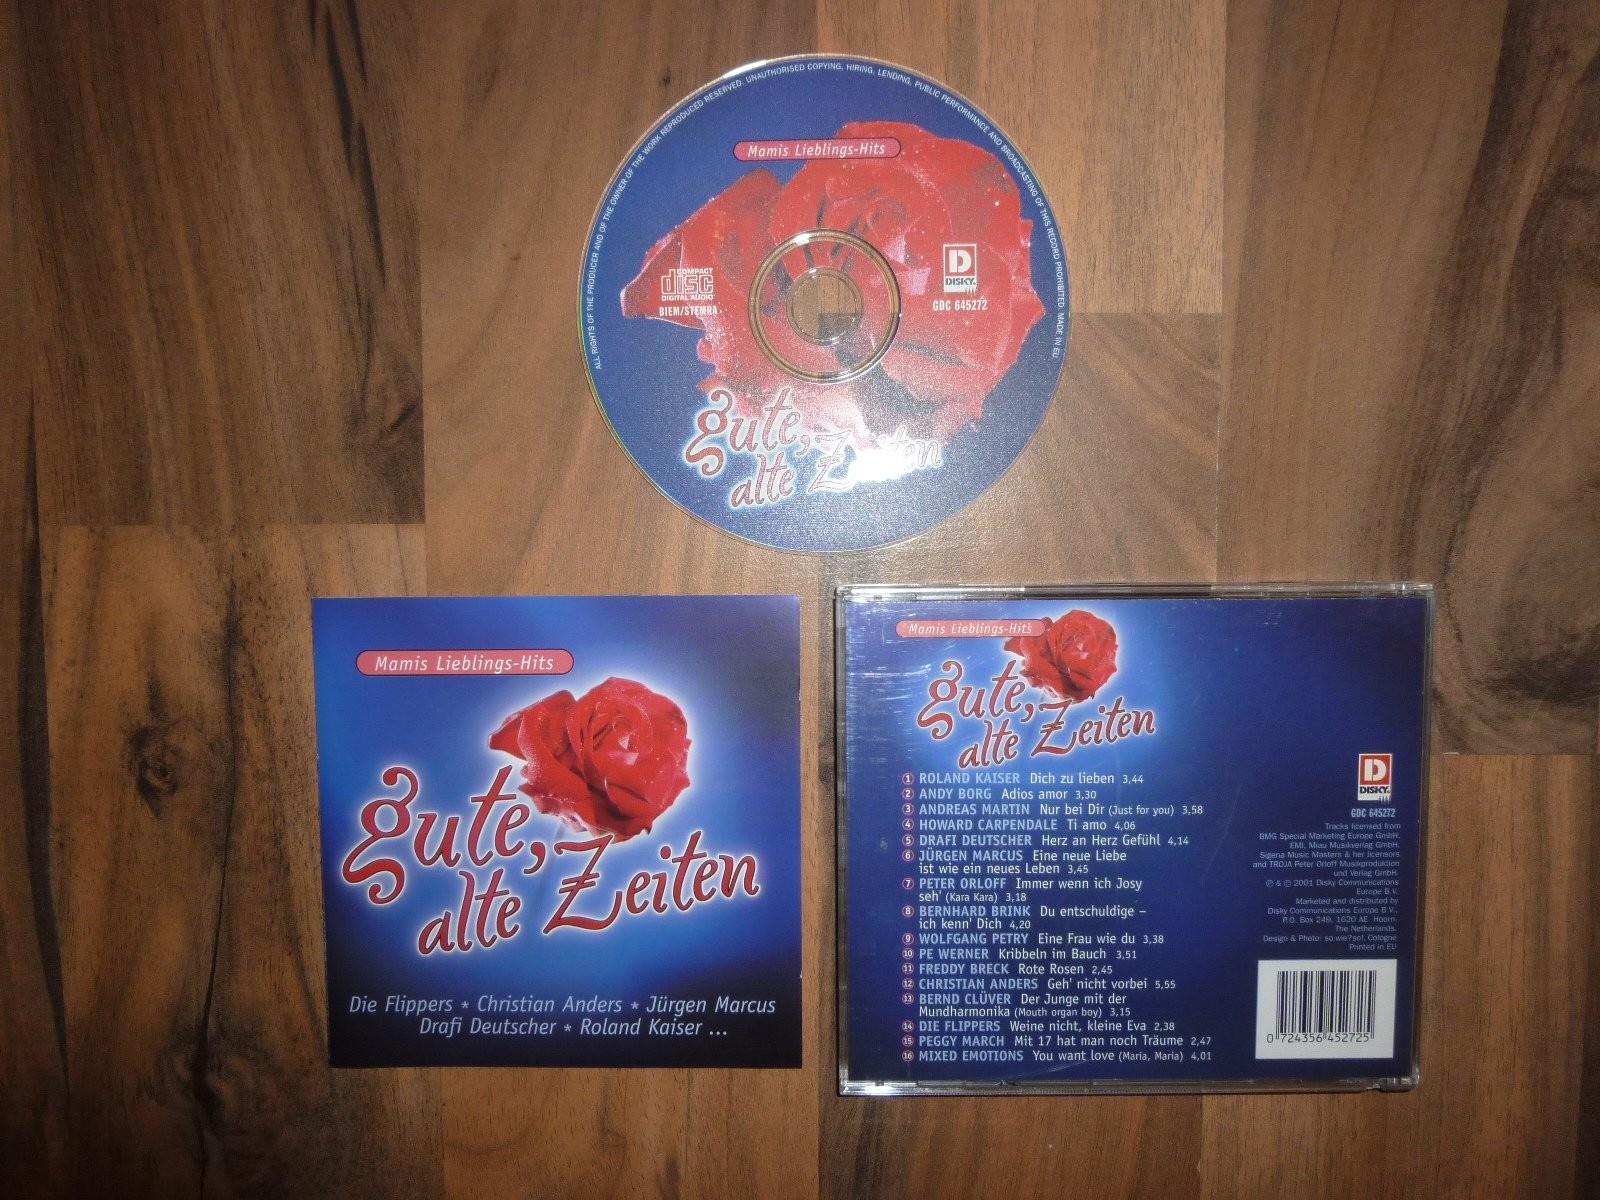 ALL RIGHTS OF THE PRODUCER AND OF THE OWNER OF THE WORK REPRODUCED RESERVED. UNAUTHORISED COPYING, HIRING, LENDING, PUBLIC PERFORMANCE AND BROADCASTING OF THIS RECORD PROHIBITED. MADE IN EU
Mamis Lieblings-Hits
COMPACT
disc
DIGITAL AUDIO
BIEM/STEMRA
D
DISKY
GDC 645272
gute,
alte Zeiten
Mamis Lieblings-Hits
gute,
alte Zeiten
Die Flippers * Christian Anders * Jürgen Marcus
Drafi Deutscher * Roland Kaiser ...
Mamis Lieblings-Hits
gute,
alte Zeiten
1 ROLAND KAISER Dich zu lieben 3,44
2 ANDY BORG Adios amor 3,30
3 ANDREAS MARTIN Nur bei Dir (Just for you) 3,58
4 HOWARD CARPENDALE Ti amo 4,06
5 DRAFI DEUTSCHER Herz an Herz Gefühl 4,14
6 JÜRGEN MARCUS Eine neue Liebe
ist wie ein neues Leben 3,45
7 PETER ORLOFF Immer wenn ich Josy
seh' (Kara Kara) 3,18
8 BERNHARD BRINK Du entschuldige –
ich kenn' Dich 4,20
9 WOLFGANG PETRY Eine Frau wie du 3,38
10 PE WERNER Kribbeln im Bauch 3,51
11 FREDDY BRECK Rote Rosen 2,45
12 CHRISTIAN ANDERS Geh' nicht vorbei 5,55
13 BERND CLÜVER Der Junge mit der
Mundharmonika (Mouth organ boy) 3,15
14 DIE FLIPPERS Weine nicht, kleine Eva 2,38
15 PEGGY MARCH Mit 17 hat man noch Träume 2,47
16 MIXED EMOTIONS You want love (Maria, Maria) 4,01
D
DISKY
GDC 645272
Tracks licensed from
BMG Special Marketing Europe GmbH,
EMI, Miau Musikverlag GmbH,
Sigena Music Masters & her licensors
and TROJA Peter Orloff Musikproduktion
und Verlag GmbH.
℗ & © 2001 Disky Communications
Europe B.V.
Marketed and distributed by
Disky Communications Europe B.V.,
P.O. Box 249, 1620 AE Hoorn,
The Netherlands.
Design & Photo: so.wie?so!, Cologne
Printed in EU
0 724356 452725